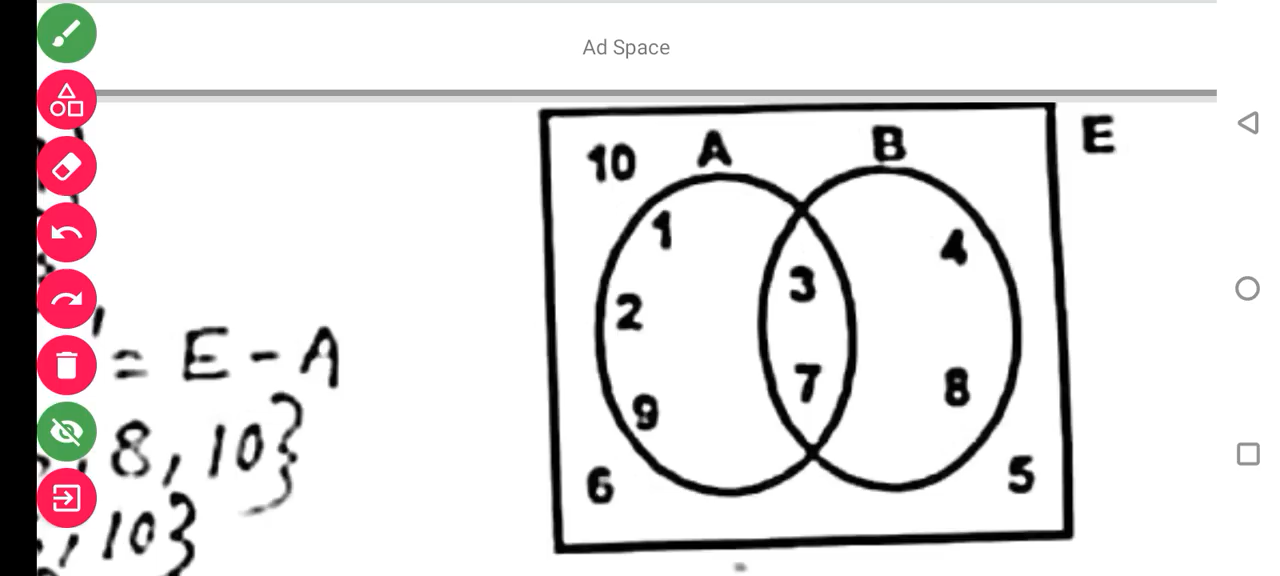 Ad Space
E
A B
10
1
4
3
2
7
8
9
6
5
' = E - A
, 8, 10}
, 10}